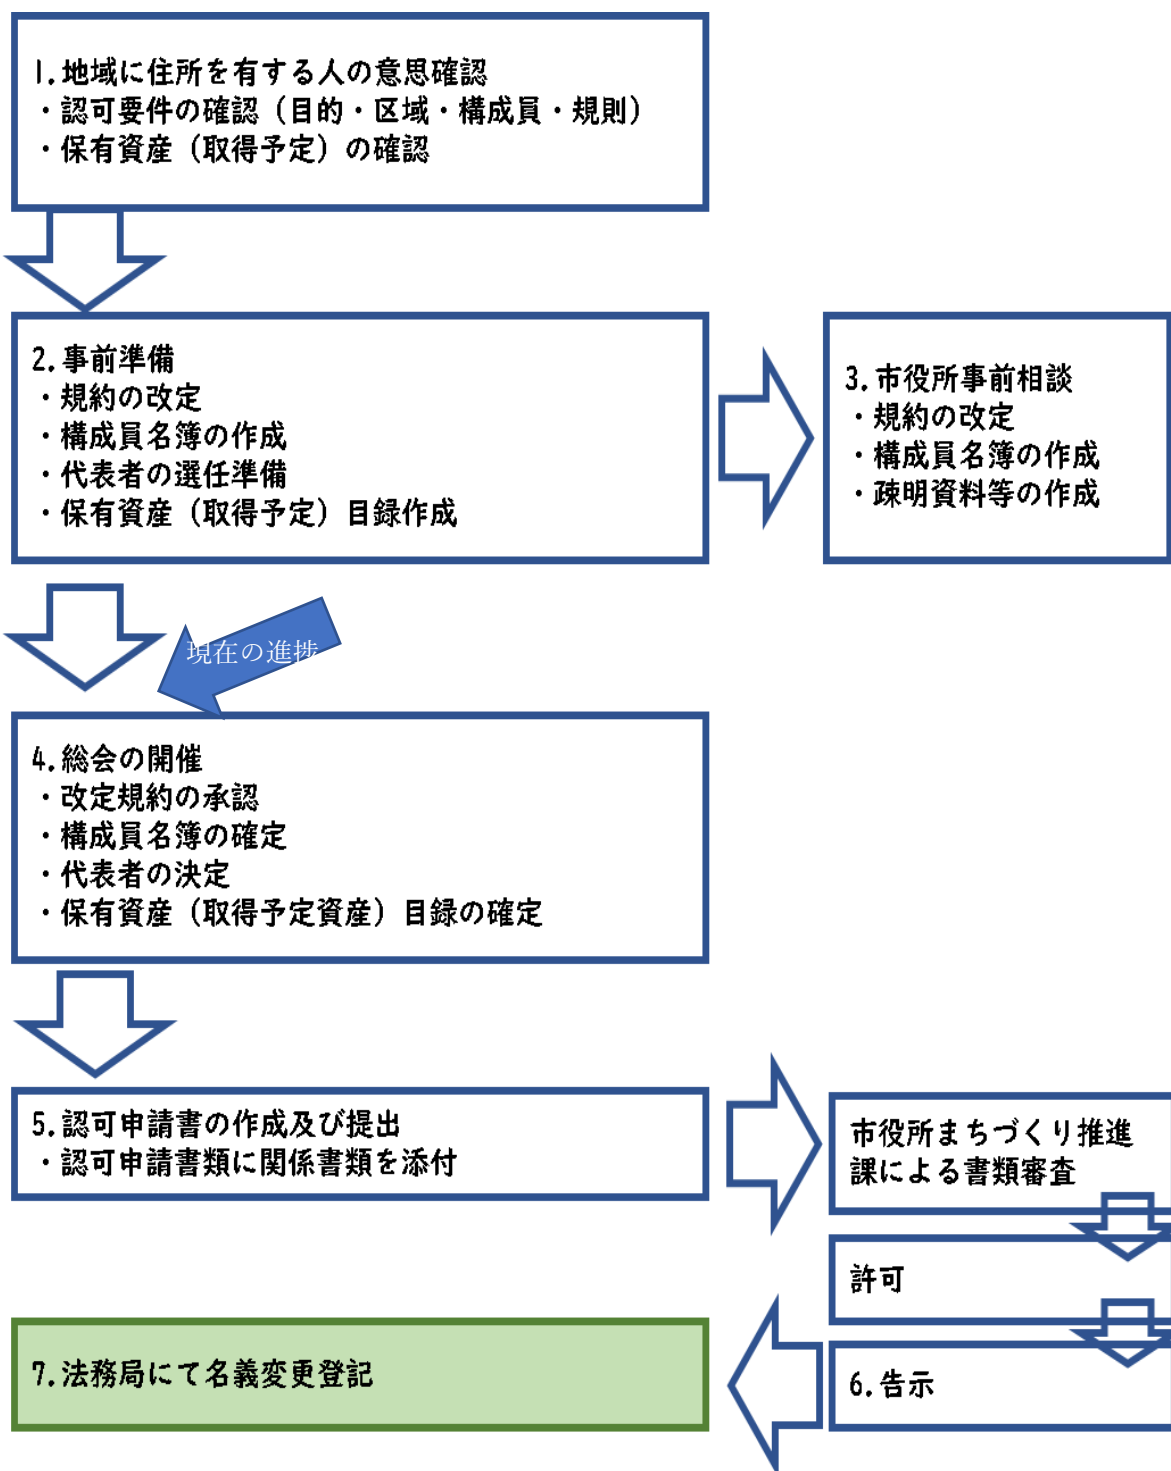 1.地域に住所を有する人の意思確認
・認可要件の確認（目的・区域・構成員・規則）
・保有資産（取得予定）の確認
2.事前準備
・規約の改定
・構成員名簿の作成
・代表者の選任準備
・保有資産（取得予定）目録作成
3.市役所事前相談
・規約の改定
・構成員名簿の作成
・疎明資料等の作成
現在の進捗
4.総会の開催
・改定規約の承認
・構成員名簿の確定
・代表者の決定
・保有資産（取得予定資産）目録の確定
5.認可申請書の作成及び提出
・認可申請書類に関係書類を添付
市役所まちづくり推進
課による書類審査
許可
6.告示
7.法務局にて名義変更登記